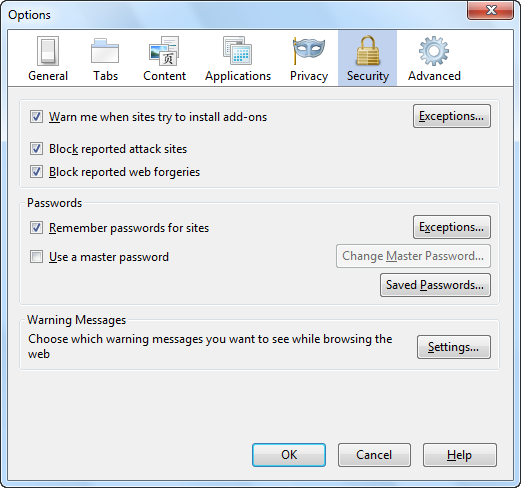 Options
General Tabs Content Applications Privacy Security Advanced
Warn me when sites try to install add-ons Exceptions...
Block reported attack sites
Block reported web forgeries
Passwords
Remember passwords for sites Exceptions...
Use a master password Change Master Password...
Saved Passwords...
Warning Messages
Choose which warning messages you want to see while browsing the
web
Settings...
OK Cancel Help